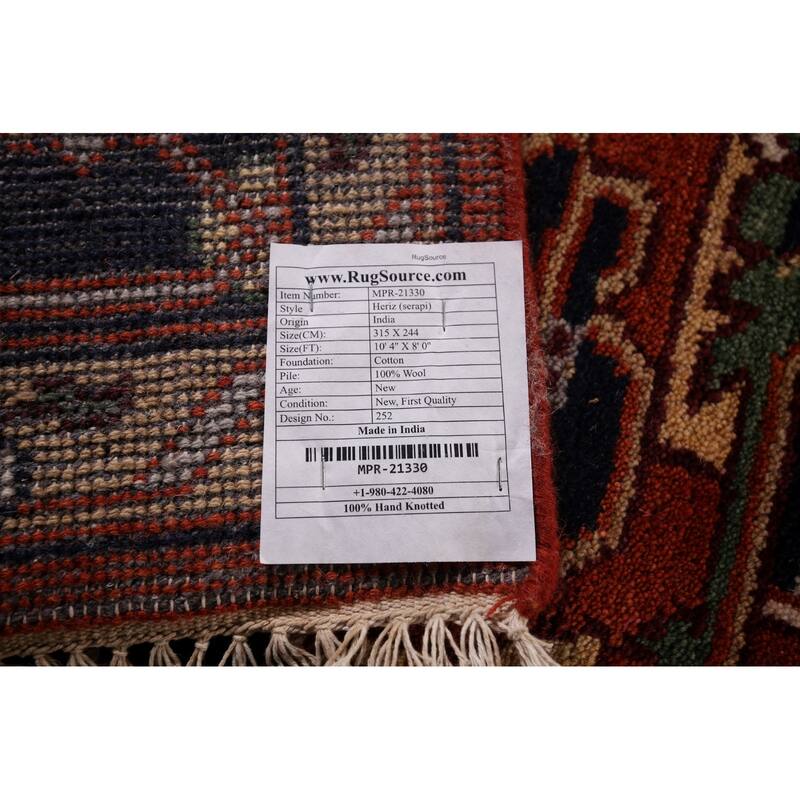 RugSource
www.RugSource.com
Item Number: MPR-21330
Style Heriz (serapi)
Origin India
Size(CM): 315 X 244
Size(FT): 10' 4" X 8' 0"
Foundation: Cotton
Pile: 100% Wool
Age: New
Condition: New, First Quality
Design No.: 252
Made in India
MPR-21330
+1-980-422-4080
100% Hand Knotted